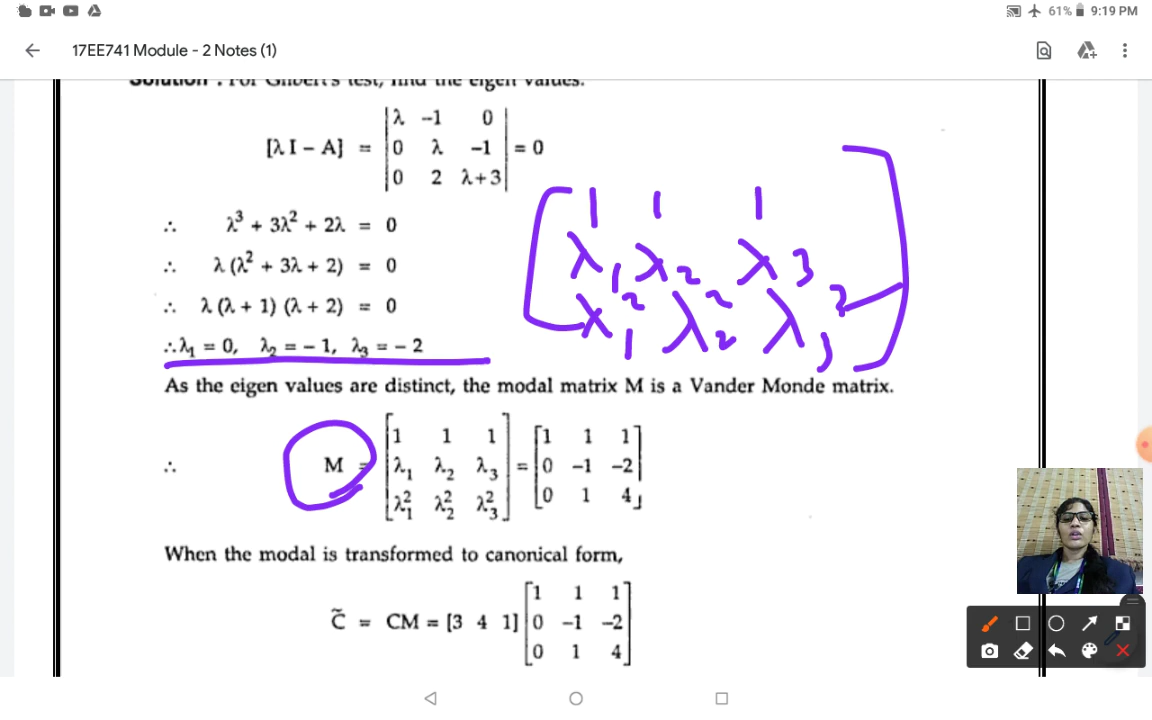 61% 9:19 PM
17EE741 Module - 2 Notes (1)
Solution : For Gilbert's test, find the eigen values.
[λ I – A] = |λ -1 0; 0 λ -1; 0 2 λ+3| = 0
∴ λ³ + 3λ² + 2λ = 0
∴ λ (λ² + 3λ + 2) = 0
∴ λ (λ + 1) (λ + 2) = 0
∴ λ₁ = 0, λ₂ = – 1, λ₃ = – 2
1 1 1
λ₁ λ₂ λ₃
λ₁² λ₂² λ₃²
As the eigen values are distinct, the modal matrix M is a Vander Monde matrix.
∴ M = [1 1 1; λ₁ λ₂ λ₃; λ₁² λ₂² λ₃²] = [1 1 1; 0 -1 -2; 0 1 4]
When the modal is transformed to canonical form,
C̃ = CM = [3 4 1] [1 1 1; 0 -1 -2; 0 1 4]